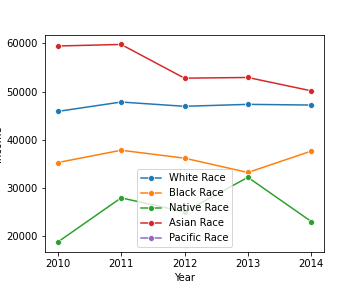 60000
50000
40000
30000
20000
White Race
Black Race
Native Race
Asian Race
Pacific Race
2010 2011 2012 2013 2014
Year